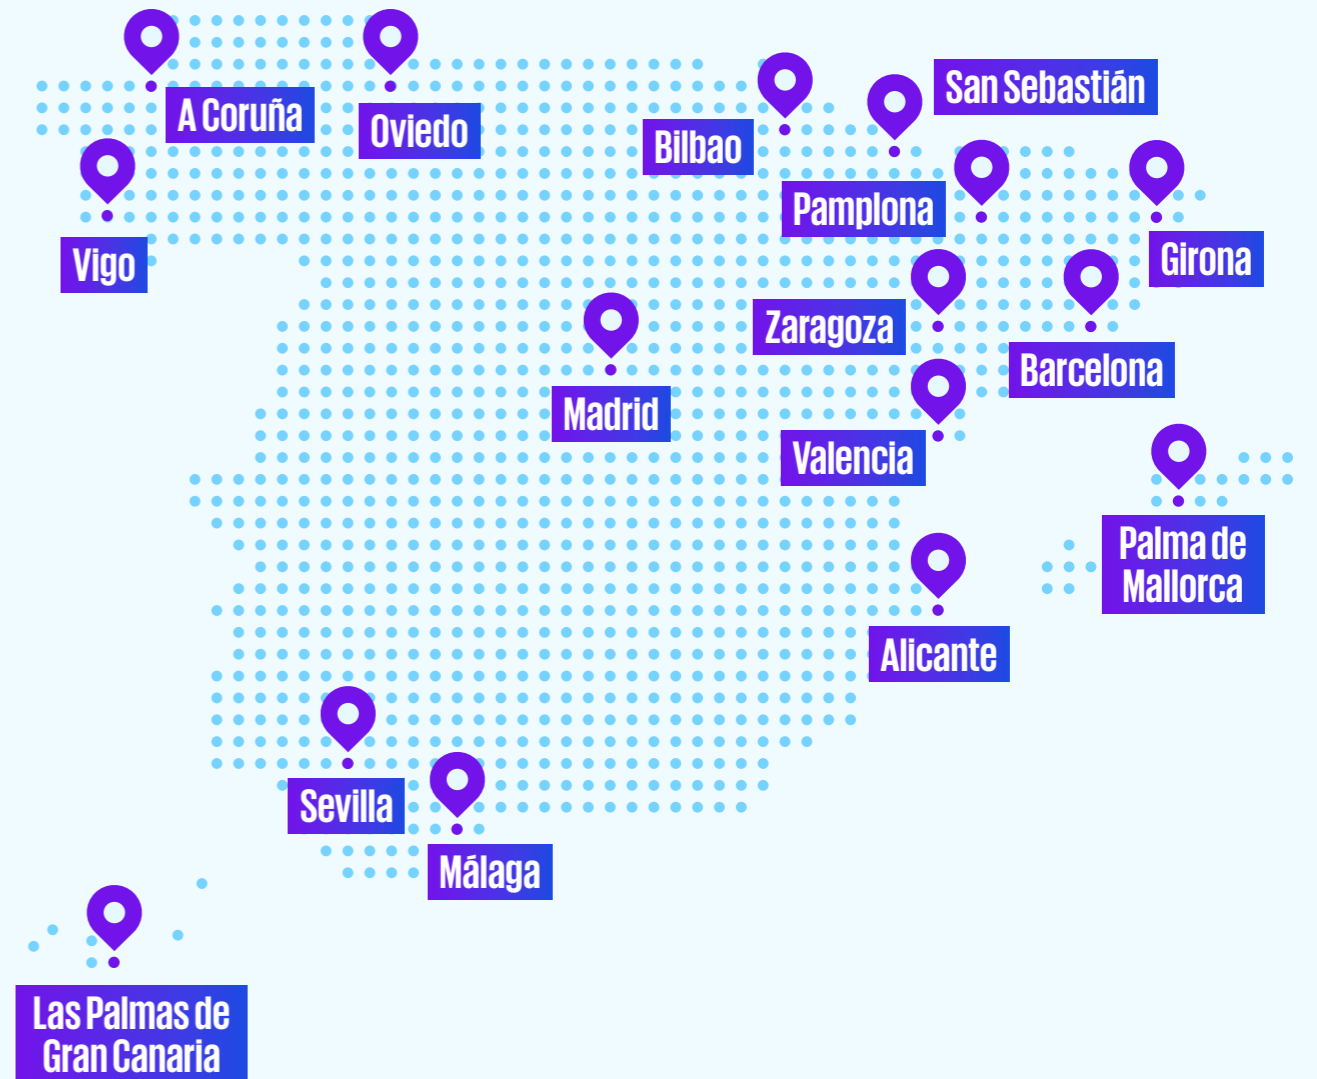 San Sebastián
A Coruña
Oviedo
Bilbao
Pamplona
Vigo
Girona
Zaragoza
Barcelona
Madrid
Valencia
Palma de
Mallorca
Alicante
Sevilla
Málaga
Las Palmas de
Gran Canaria